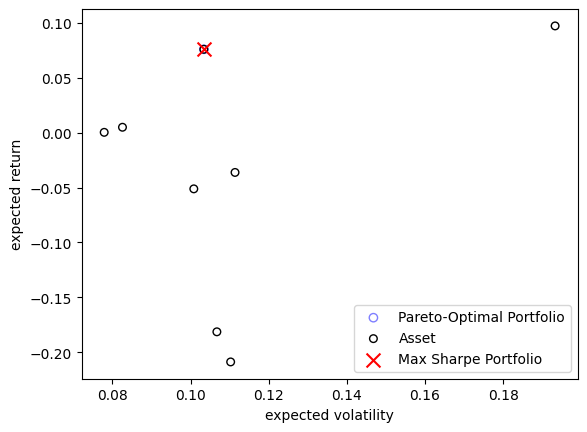 0.10
0.05
0.00
−0.05
−0.10
−0.15
−0.20
expected return
Pareto-Optimal Portfolio
Asset
Max Sharpe Portfolio
0.08 0.10 0.12 0.14 0.16 0.18
expected volatility